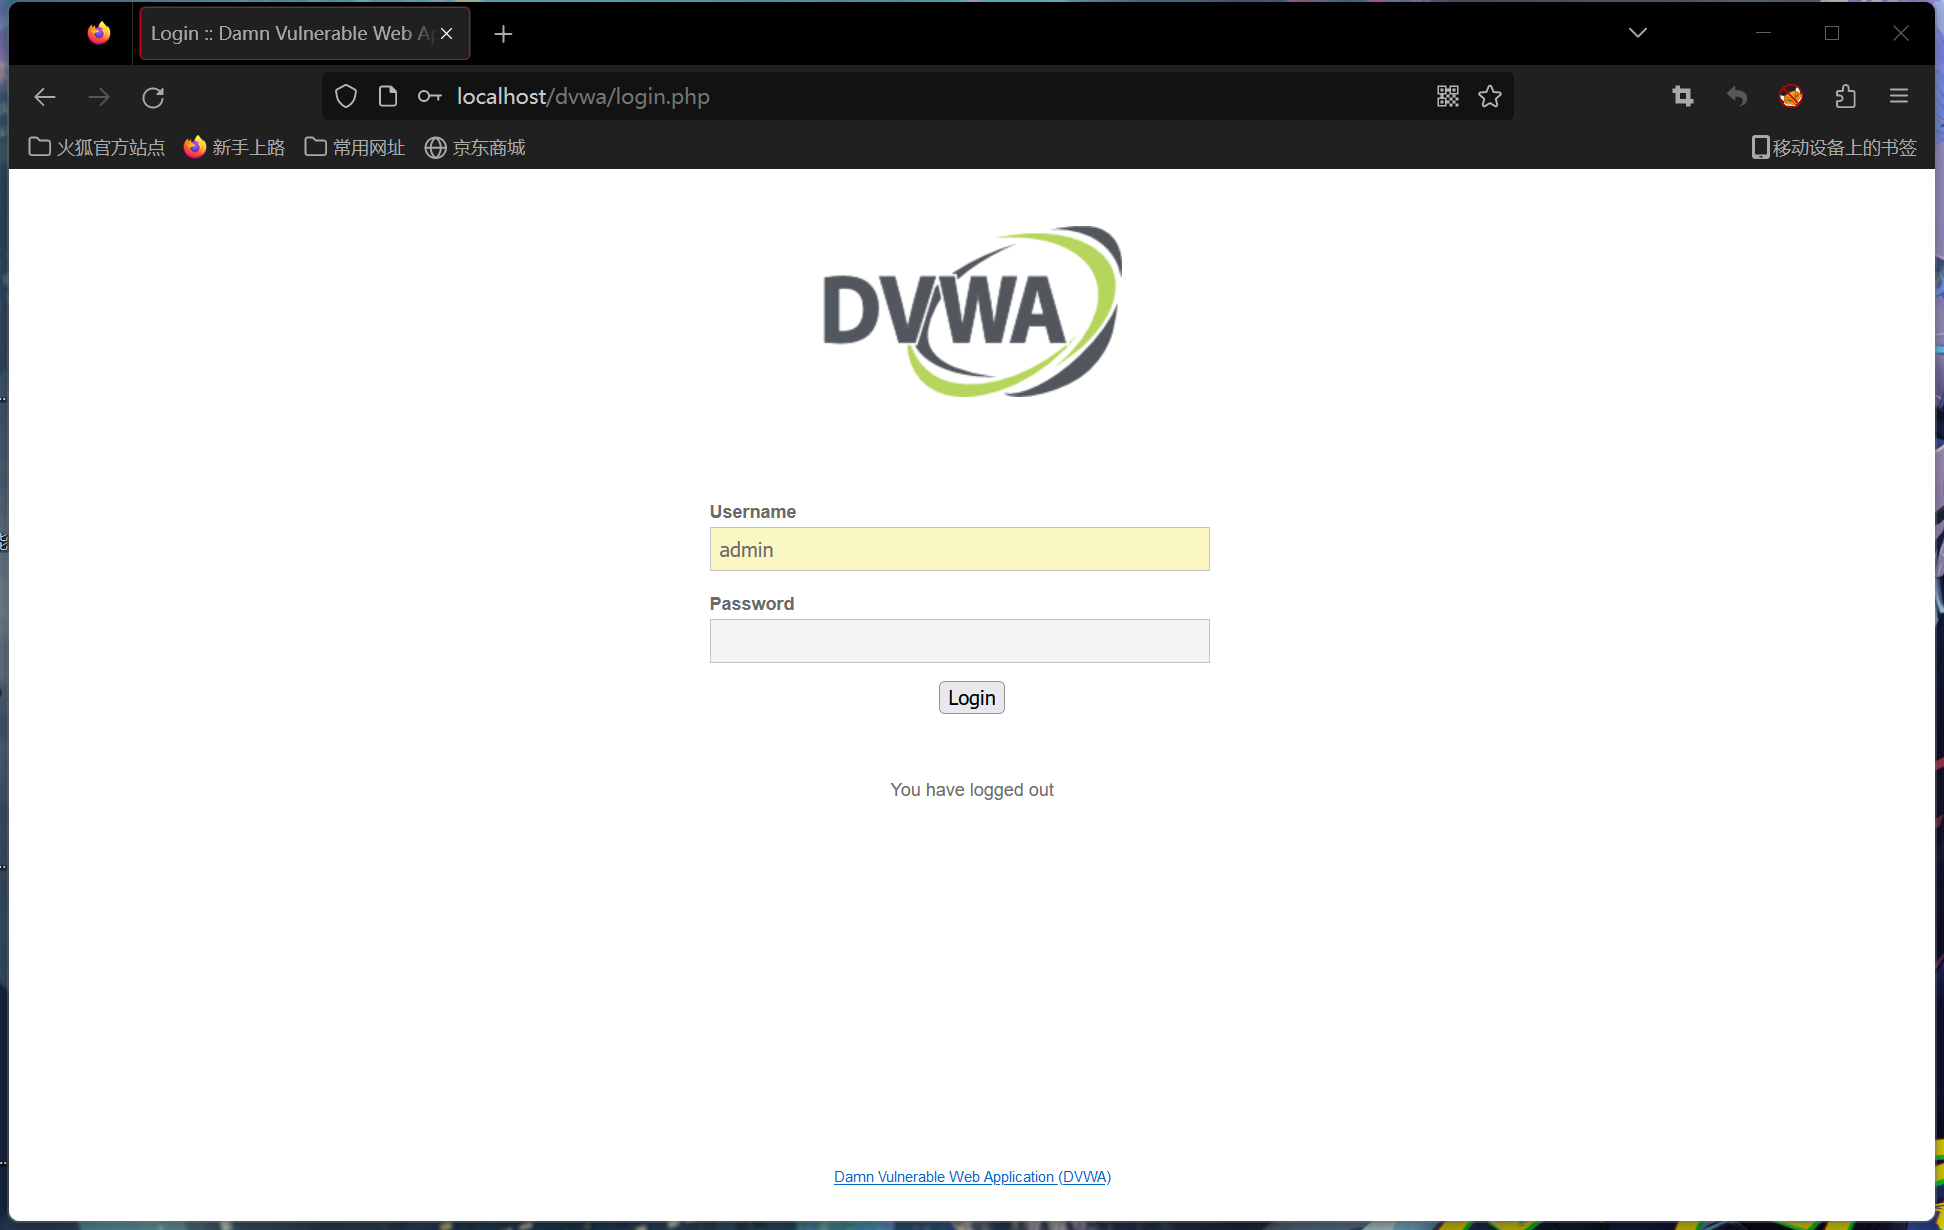 Login :: Damn Vulnerable Web Ap
localhost/dvwa/login.php
火狐官方站点 新手上路 常用网址 京东商城 移动设备上的书签
DVWA
Username
admin
Password
Login
You have logged out
Damn Vulnerable Web Application (DVWA)